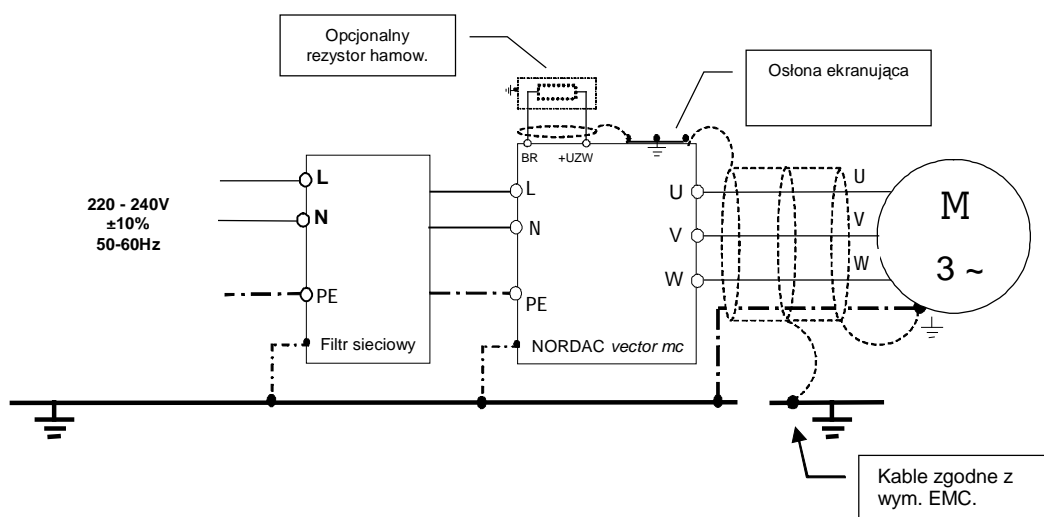 Opcjonalny
rezystor hamow.
Osłona ekranująca
BR
+UZW
220 - 240V
±10%
50-60Hz
L
N
PE
Filtr sieciowy
L
N
PE
NORDAC vector mc
U
V
W
U
V
W
M
3 ~
Kable zgodne z
wym. EMC.